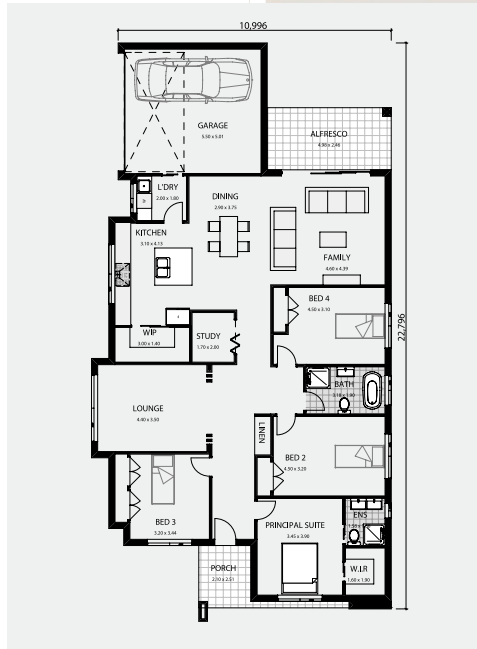 10,996
GARAGE
5.50 x 5.01
ALFRESCO
4.98 x 2.46
L'DRY
2.00 x 1.80
DINING
2.90 x 3.75
KITCHEN
3.10 x 4.13
FAMILY
4.60 x 4.39
22,796
BED 4
4.50 x 3.10
WIP
3.00 x 1.40
STUDY
1.70 x 2.00
BATH
LOUNGE
4.40 x 3.50
LINEN
BED 2
4.50 x 3.20
BED 3
3.20 x 3.44
PRINCIPAL SUITE
3.45 x 3.90
ENS
PORCH
2.10 x 2.51
W.I.R
1.60 x 1.90